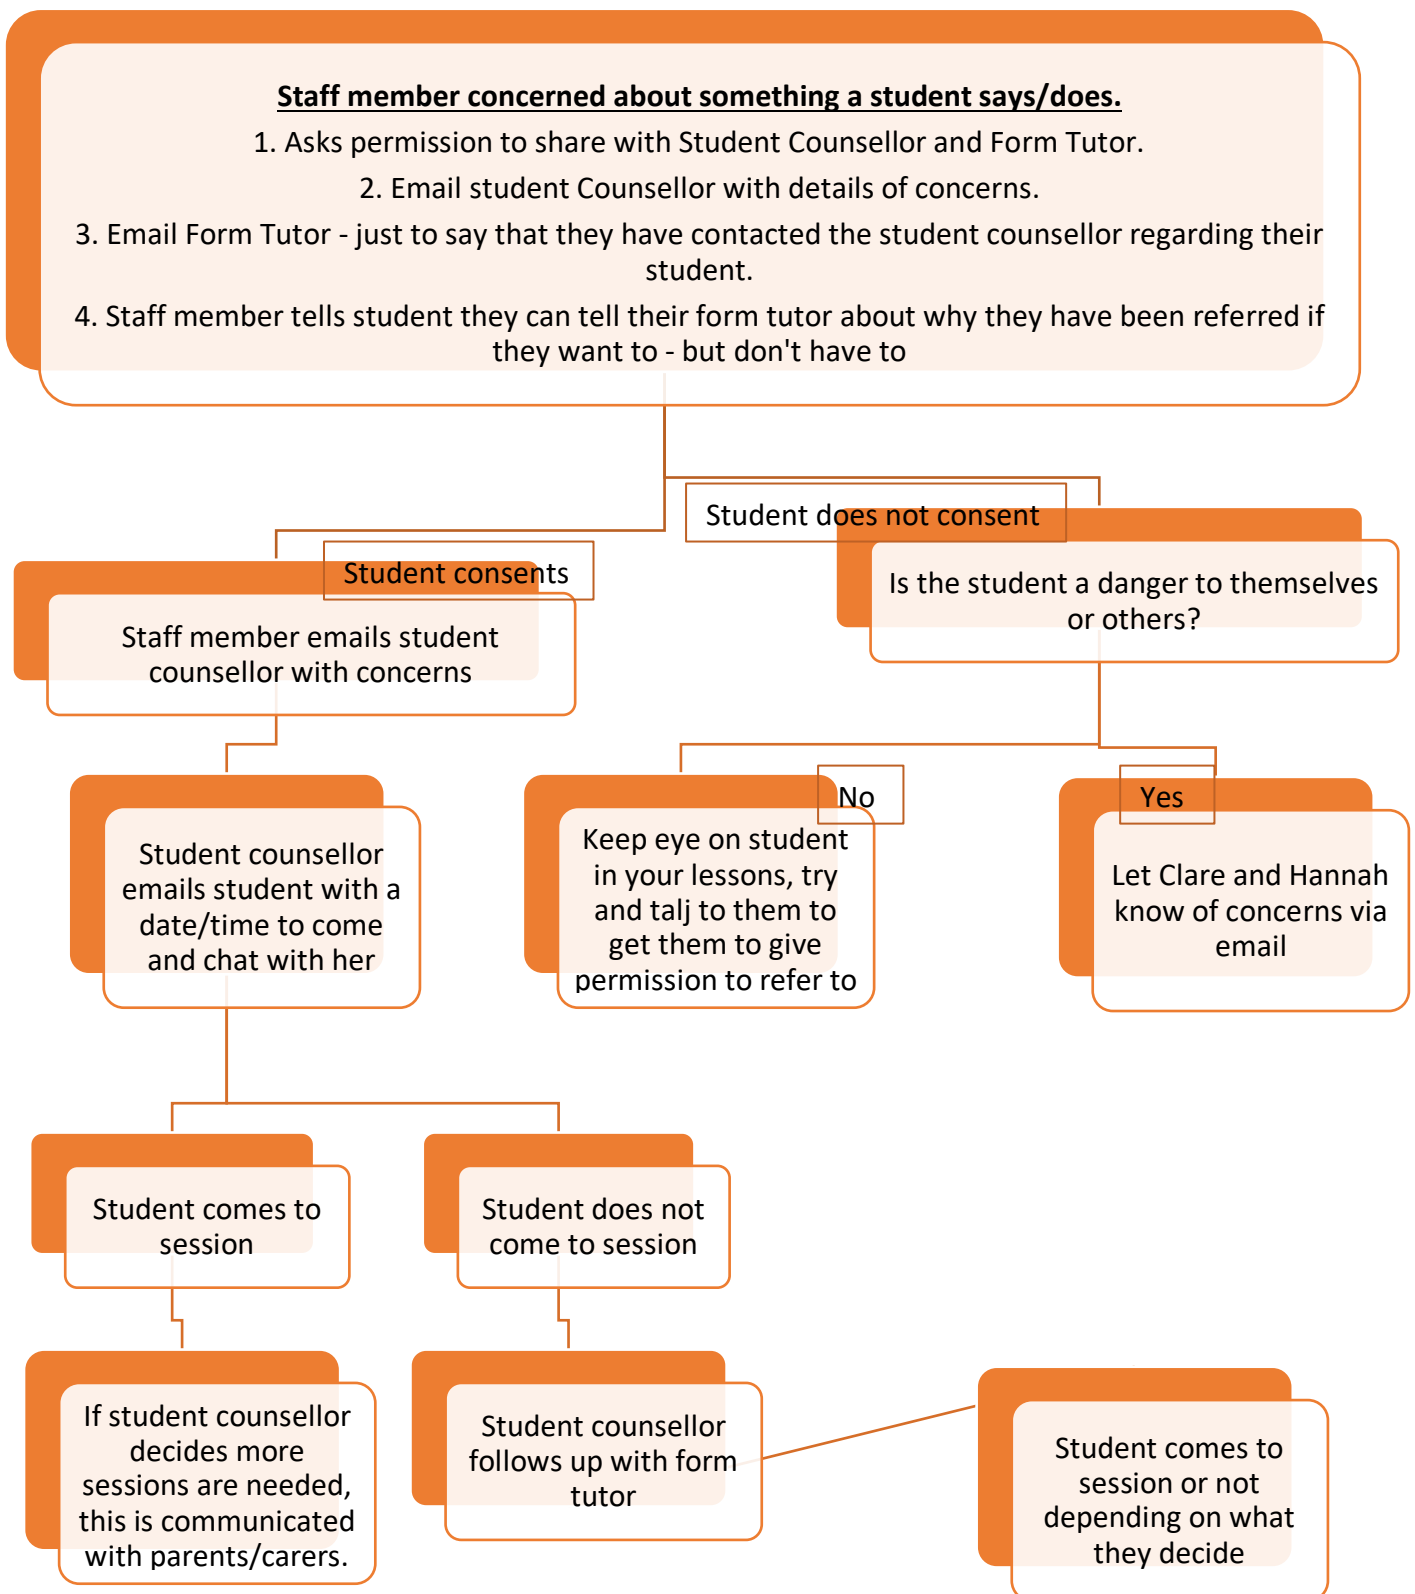 Staff member concerned about something a student says/does.
1. Asks permission to share with Student Counsellor and Form Tutor.
2. Email student Counsellor with details of concerns.
3. Email Form Tutor - just to say that they have contacted the student counsellor regarding their
student.
4. Staff member tells student they can tell their form tutor about why they have been referred if
they want to - but don't have to
Student does not consent
Student consents
Is the student a danger to themselves
or others?
Staff member emails student
counsellor with concerns
No
Yes
Student counsellor
emails student with a
date/time to come
and chat with her
Keep eye on student
in your lessons, try
and talj to them to
get them to give
permission to refer to
Let Clare and Hannah
know of concerns via
email
Student comes to
session
Student does not
come to session
If student counsellor
decides more
sessions are needed,
this is communicated
with parents/carers.
Student counsellor
follows up with form
tutor
Student comes to
session or not
depending on what
they decide